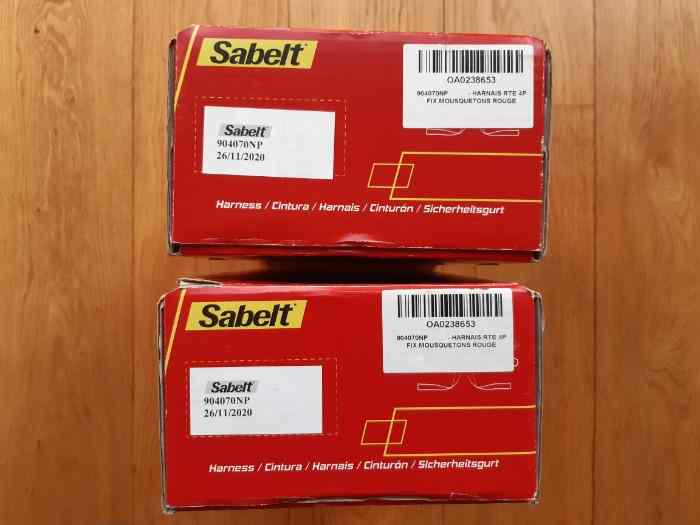 Sabelt
OA0238653
904070NP - HARNAIS RTE 4P
FIX MOUSQUETONS ROUGE
Sabelt
904070NP
26/11/2020
Harness / Cintura / Harnais / Cinturón / Sicherheitsgurt
Sabelt
OA0238653
904070NP - HARNAIS RTE 4P
FIX MOUSQUETONS ROUGE
Sabelt
904070NP
26/11/2020
Harness / Cintura / Harnais / Cinturón / Sicherheitsgurt